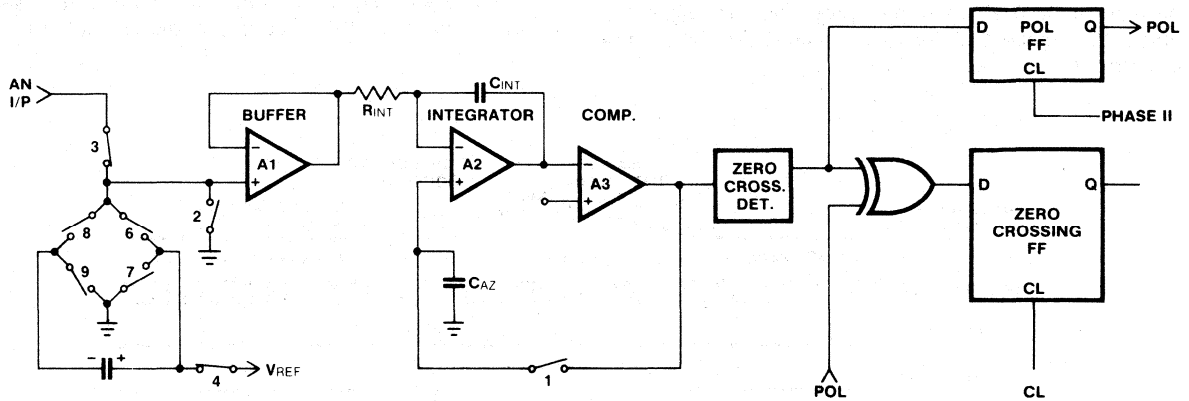 AN
I/P
3
8
6
9
7
- +
4
VREF
2
BUFFER
-
A1
+
RINT
CINT
INTEGRATOR
-
A2
+
CAZ
1
COMP.
-
A3
+
ZERO
CROSS.
DET.
POL
D
POL
FF
Q
CL
POL
PHASE II
D
Q
ZERO
CROSSING
FF
CL
CL